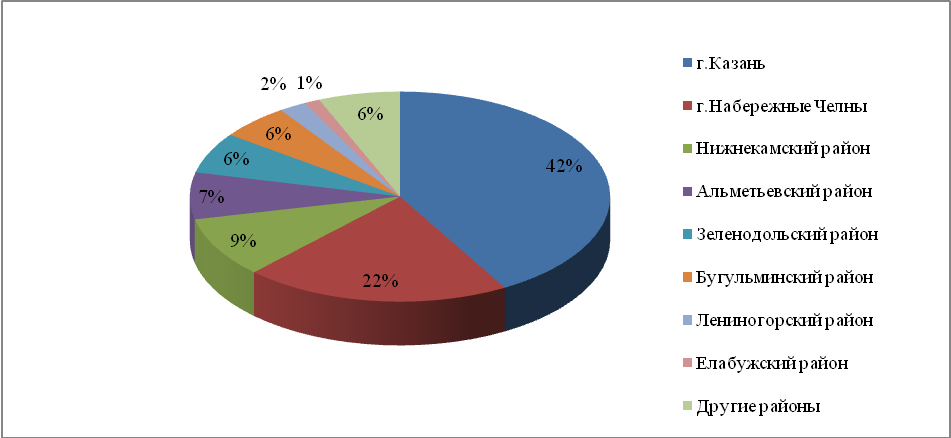 2%
1%
6%
6%
6%
7%
9%
22%
42%
г.Казань
г.Набережные Челны
Нижнекамский район
Альметьевский район
Зеленодольский район
Бугульминский район
Лениногорский район
Елабужский район
Другие районы